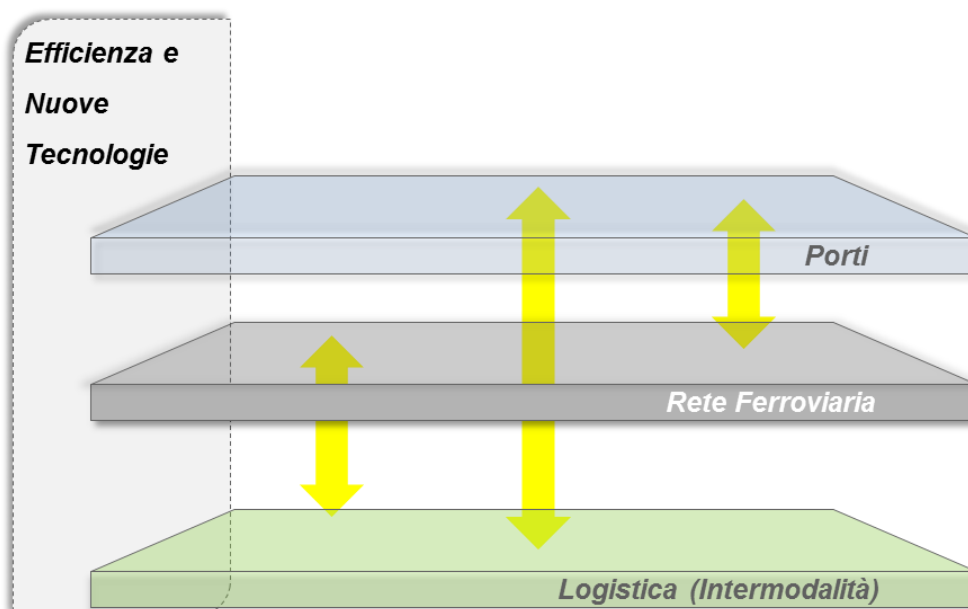 Efficienza e
Nuove
Tecnologie
Porti
Rete Ferroviaria
Logistica (Intermodalità)